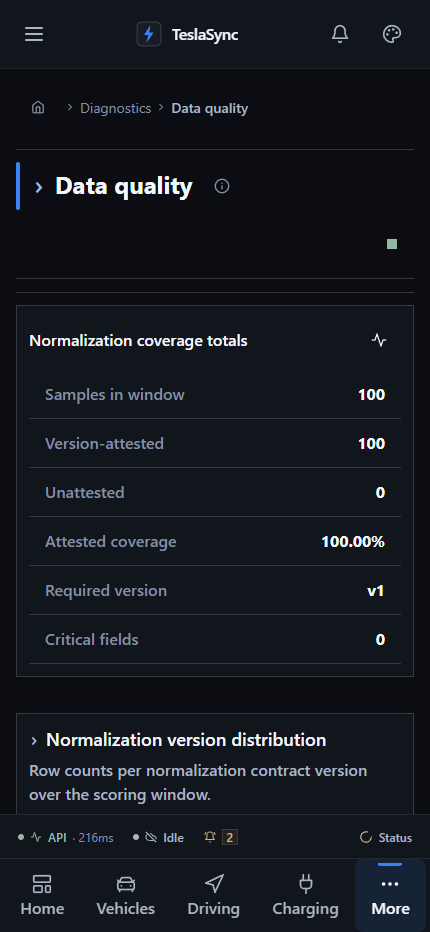 TeslaSync
Diagnostics
Data quality
Data quality
Normalization coverage totals
Samples in window 100
Version-attested 100
Unattested 0
Attested coverage 100.00%
Required version v1
Critical fields 0
Normalization version distribution
Row counts per normalization contract version
over the scoring window.
API · 216ms Idle 2 Status
Home Vehicles Driving Charging More